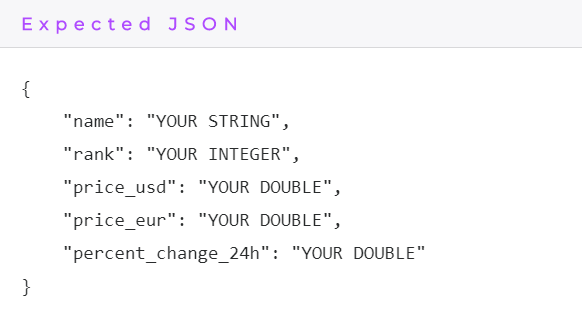 Expected JSON
{
"name": "YOUR STRING",
"rank": "YOUR INTEGER",
"price_usd": "YOUR DOUBLE",
"price_eur": "YOUR DOUBLE",
"percent_change_24h": "YOUR DOUBLE"
}